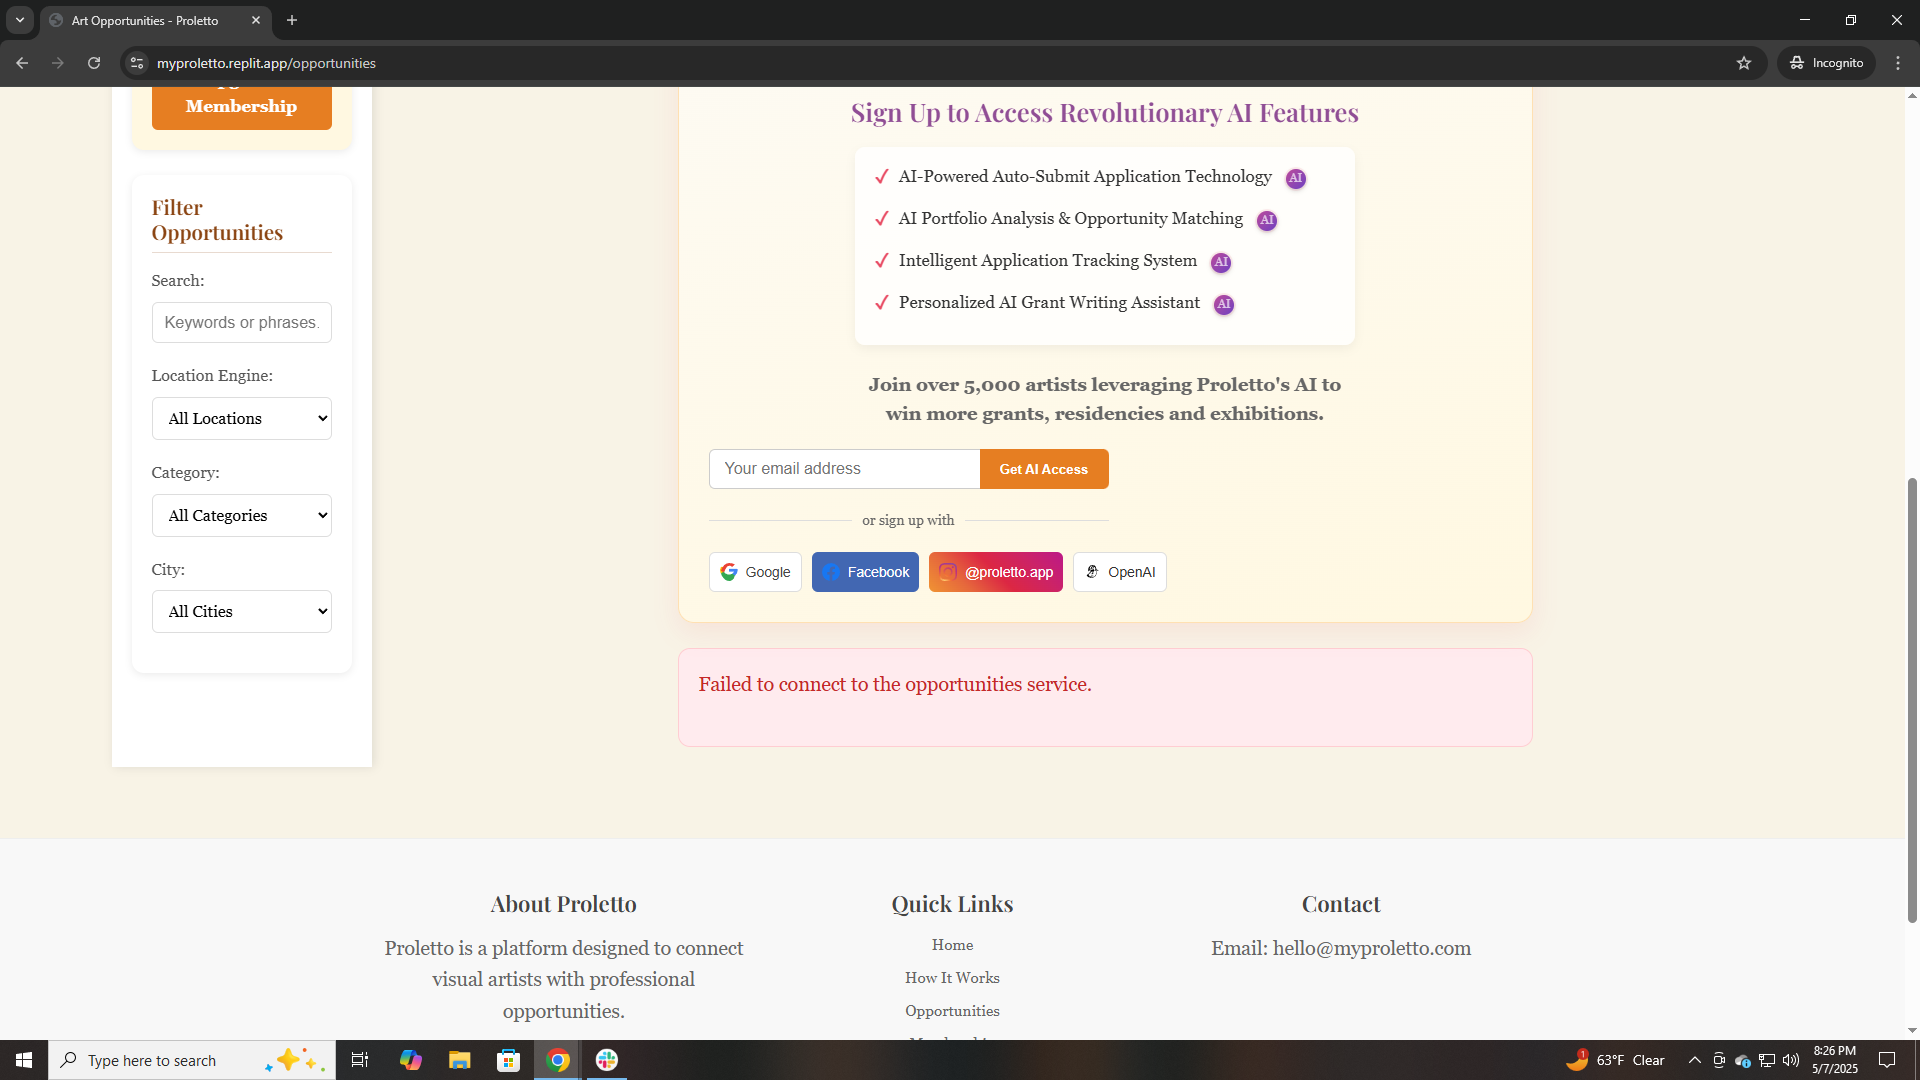 Art Opportunities - Proletto
myproletto.replit.app/opportunities
Incognito
Membership
Filter
Opportunities
Search:
Keywords or phrases.
Location Engine:
All Locations
Category:
All Categories
City:
All Cities
Sign Up to Access Revolutionary AI Features
AI-Powered Auto-Submit Application Technology AI
AI Portfolio Analysis & Opportunity Matching AI
Intelligent Application Tracking System AI
Personalized AI Grant Writing Assistant AI
Join over 5,000 artists leveraging Proletto's AI to
win more grants, residencies and exhibitions.
Your email address
Get AI Access
or sign up with
Google
Facebook
@proletto.app
OpenAI
Failed to connect to the opportunities service.
About Proletto
Proletto is a platform designed to connect
visual artists with professional
opportunities.
Quick Links
Home
How It Works
Opportunities
Contact
Email: hello@myproletto.com
Type here to search
1
63°F Clear
8:26 PM
5/7/2025